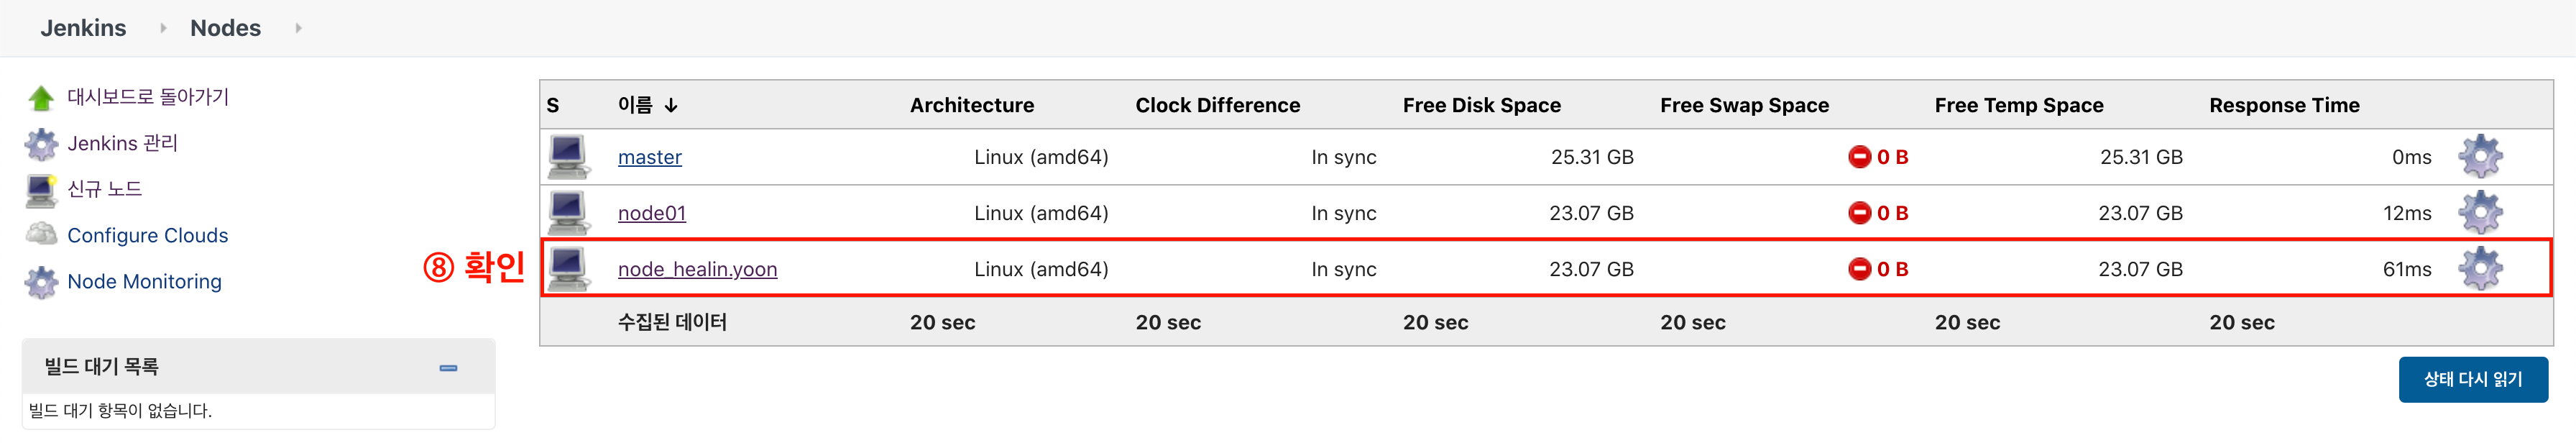 Jenkins Nodes
대시보드로 돌아가기
Jenkins 관리
신규 노드
Configure Clouds
Node Monitoring
빌드 대기 목록
빌드 대기 항목이 없습니다.
S 이름 ↓ Architecture Clock Difference Free Disk Space Free Swap Space Free Temp Space Response Time
master Linux (amd64) In sync 25.31 GB 0 B 25.31 GB 0ms
node01 Linux (amd64) In sync 23.07 GB 0 B 23.07 GB 12ms
⑧ 확인 node_healin.yoon Linux (amd64) In sync 23.07 GB 0 B 23.07 GB 61ms
수집된 데이터 20 sec 20 sec 20 sec 20 sec 20 sec 20 sec
상태 다시 읽기